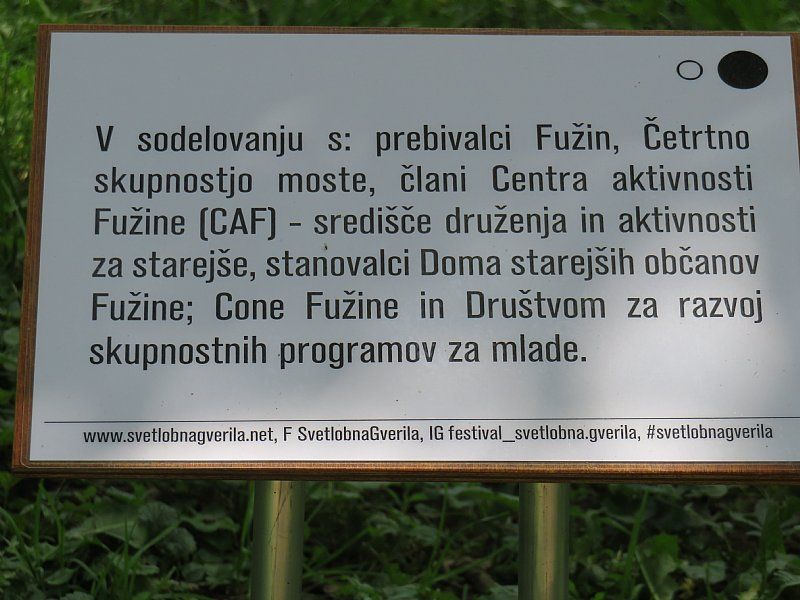 V sodelovanju s: prebivalci Fužin, Četrtno
skupnostjo moste, člani Centra aktivnosti
Fužine (CAF) - središče druženja in aktivnosti
za starejše, stanovalci Doma starejših občanov
Fužine; Cone Fužine in Društvom za razvoj
skupnostnih programov za mlade.
www.svetlobnagverila.net, F SvetlobnaGverila, IG festival_svetlobna.gverila, #svetlobnagverila